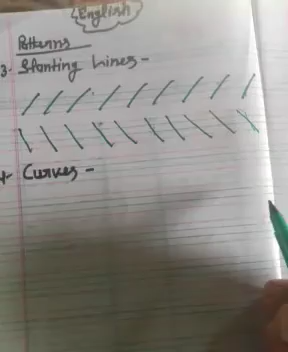 English
Patterns
3- Slanting Lines -
4- Curves -